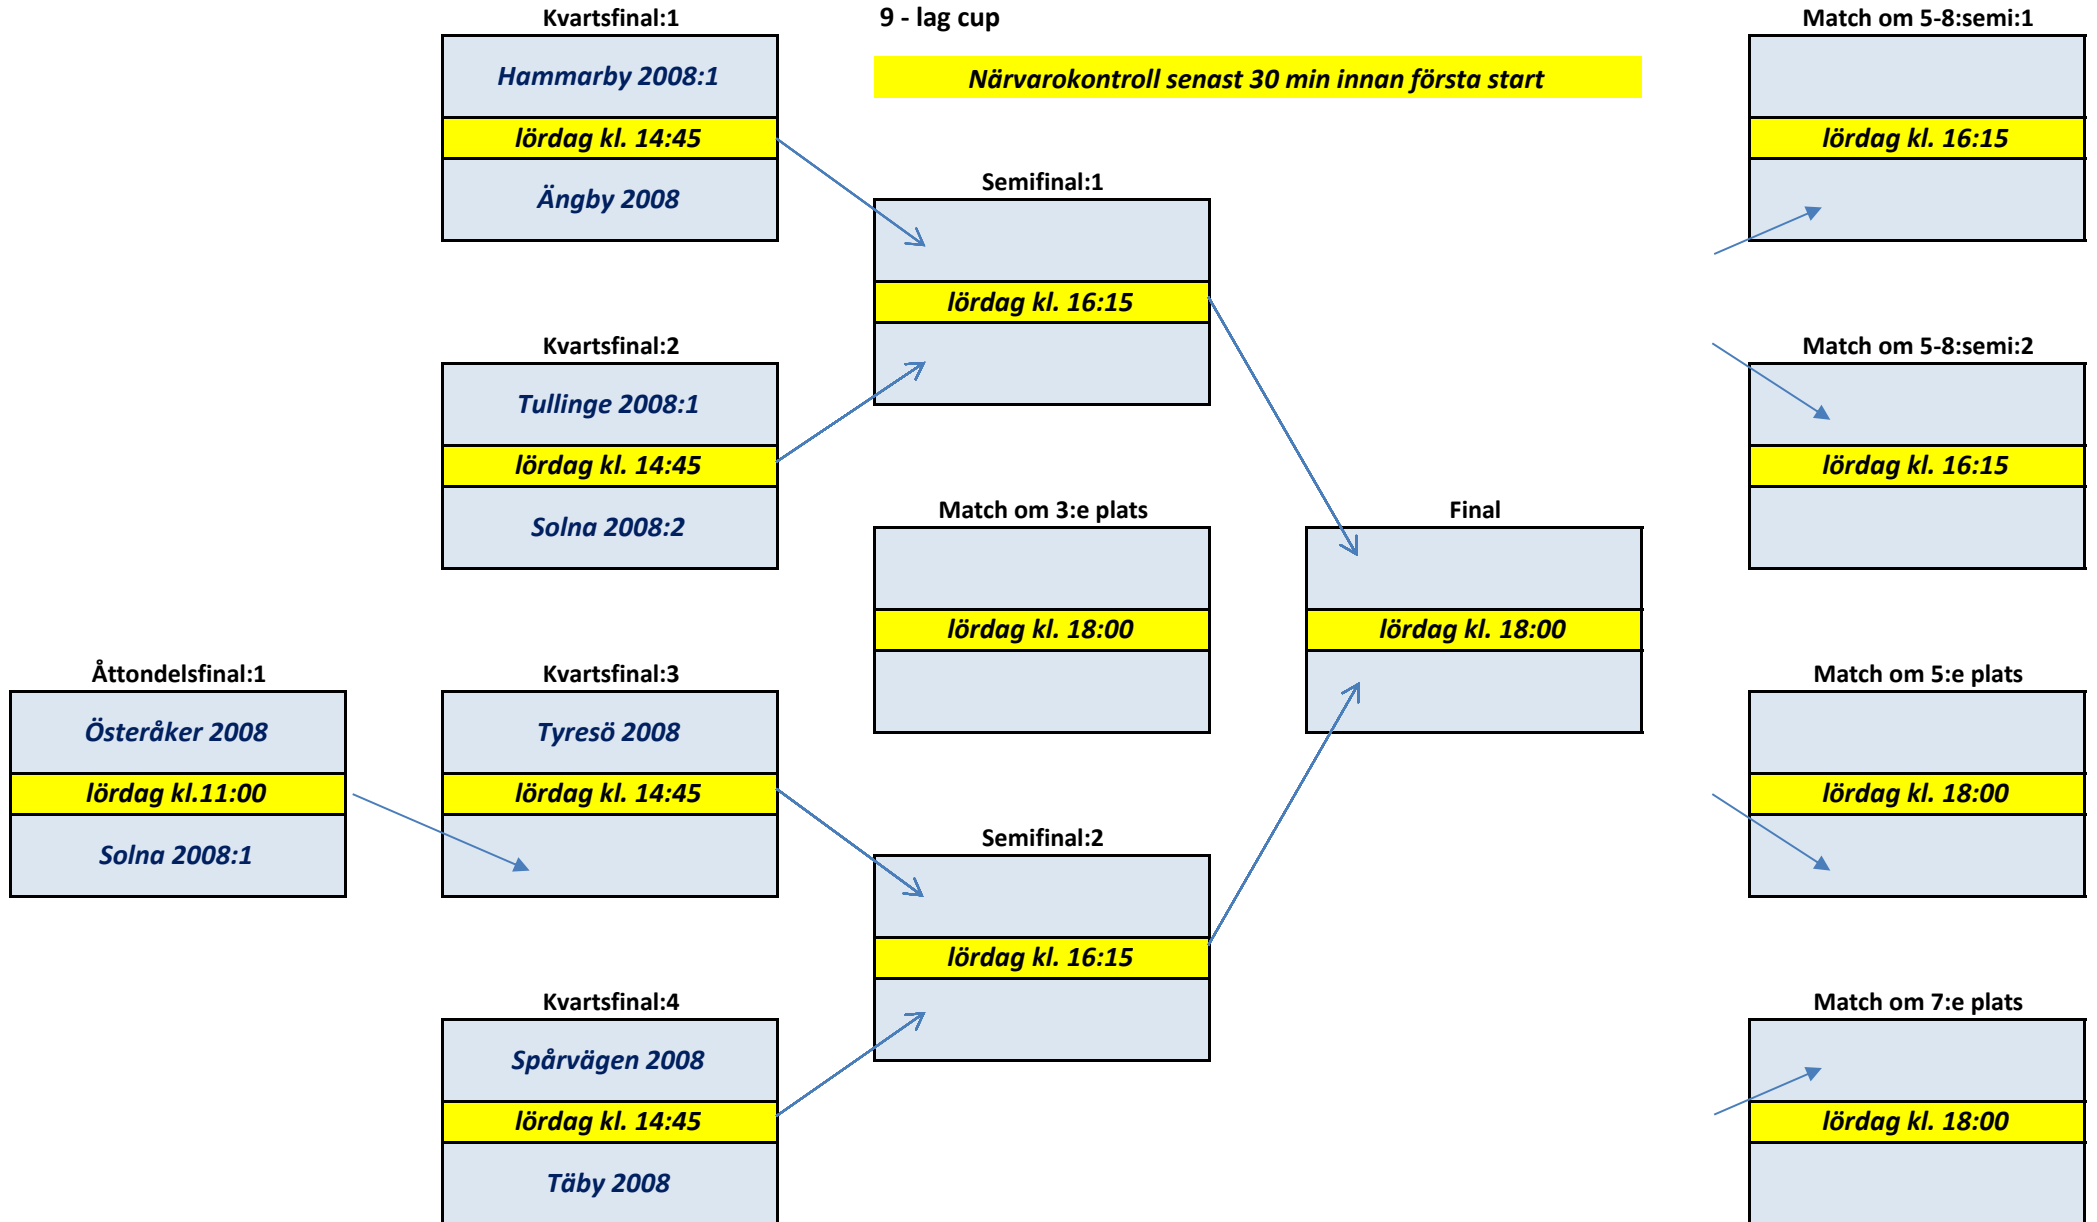 Kvartsfinal:1
9 - lag cup
Match om 5-8:semi:1
Hammarby 2008:1
Närvarokontroll senast 30 min innan första start
lördag kl. 14:45
lördag kl. 16:15
Semifinal:1
Ängby 2008
lördag kl. 16:15
Kvartsfinal:2
Match om 5-8:semi:2
Tullinge 2008:1
lördag kl. 14:45
lördag kl. 16:15
Match om 3:e plats
Final
Solna 2008:2
lördag kl. 18:00
lördag kl. 18:00
Åttondelsfinal:1
Kvartsfinal:3
Match om 5:e plats
Österåker 2008
Tyresö 2008
lördag kl.11:00
lördag kl. 14:45
lördag kl. 18:00
Semifinal:2
Solna 2008:1
lördag kl. 16:15
Kvartsfinal:4
Match om 7:e plats
Spårvägen 2008
lördag kl. 14:45
lördag kl. 18:00
Täby 2008